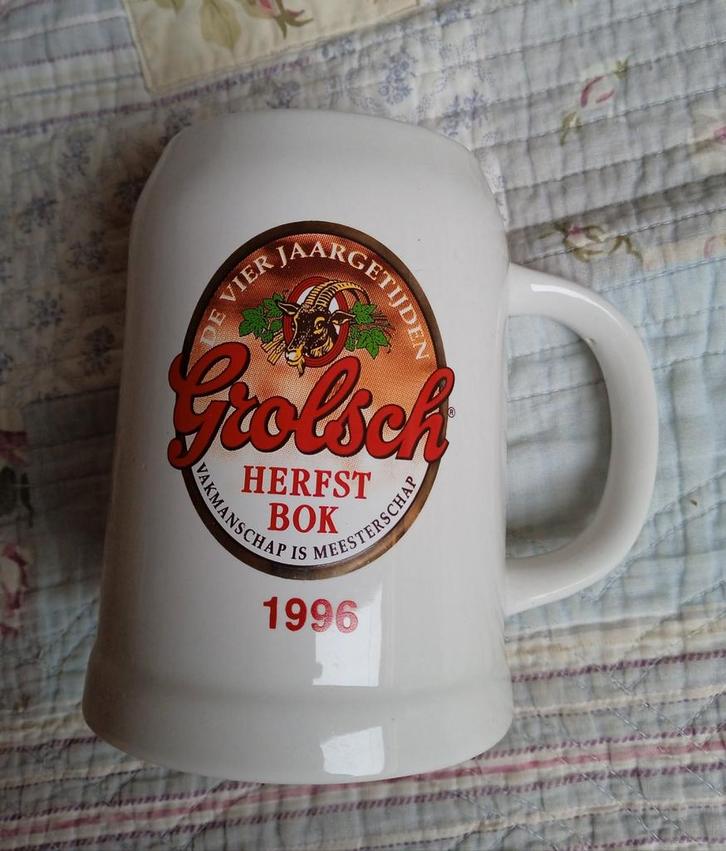 DE VIER JAARGETIJDEN
Grolsch®
HERFST
BOK
VAKMANSCHAP IS MEESTERSCHAP
1996